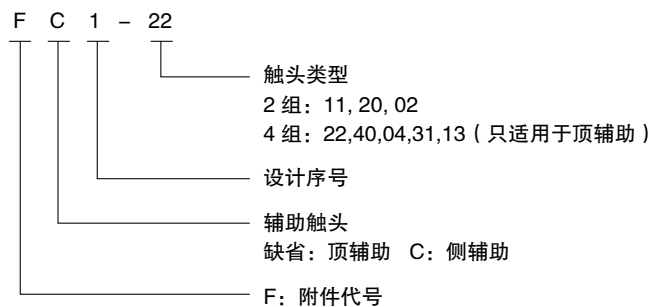 F C 1 – 22
触头类型
2 组：11, 20, 02
4 组：22,40,04,31,13（只适用于顶辅助）
设计序号
辅助触头
缺省：顶辅助 C：侧辅助
F：附件代号